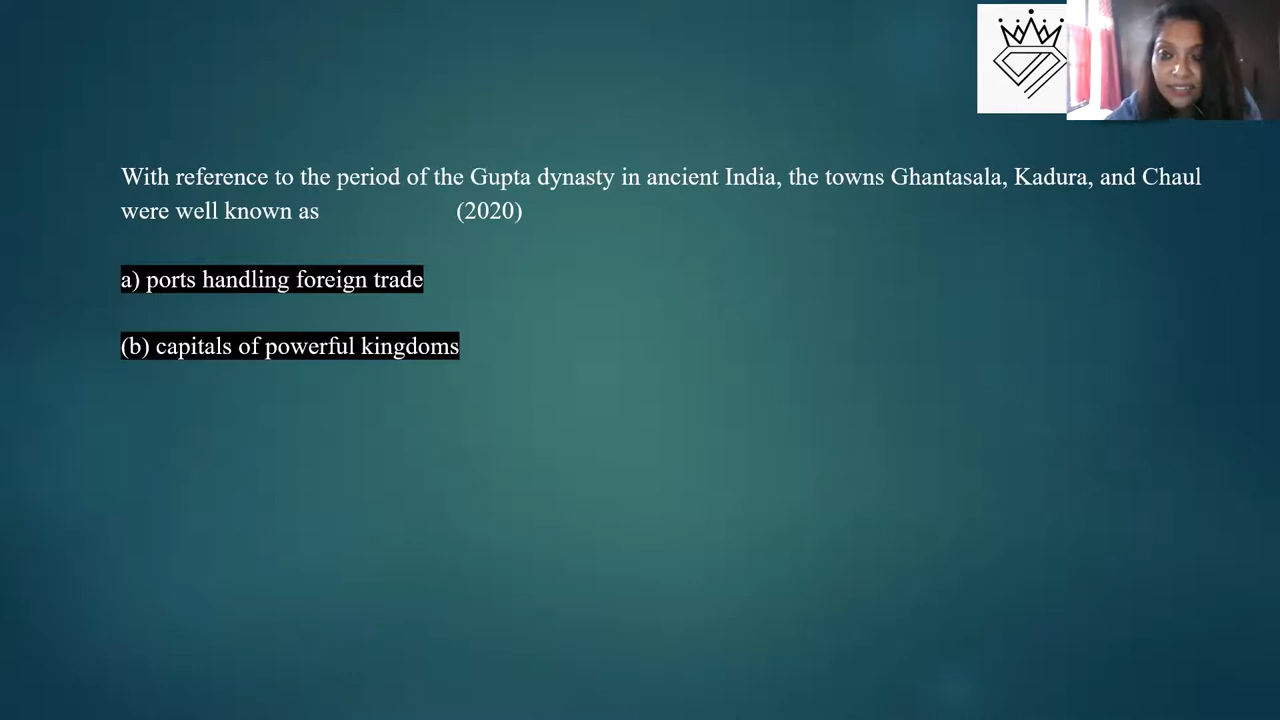 With reference to the period of the Gupta dynasty in ancient India, the towns Ghantasala, Kadura, and Chaul
were well known as (2020)
a) ports handling foreign trade
(b) capitals of powerful kingdoms